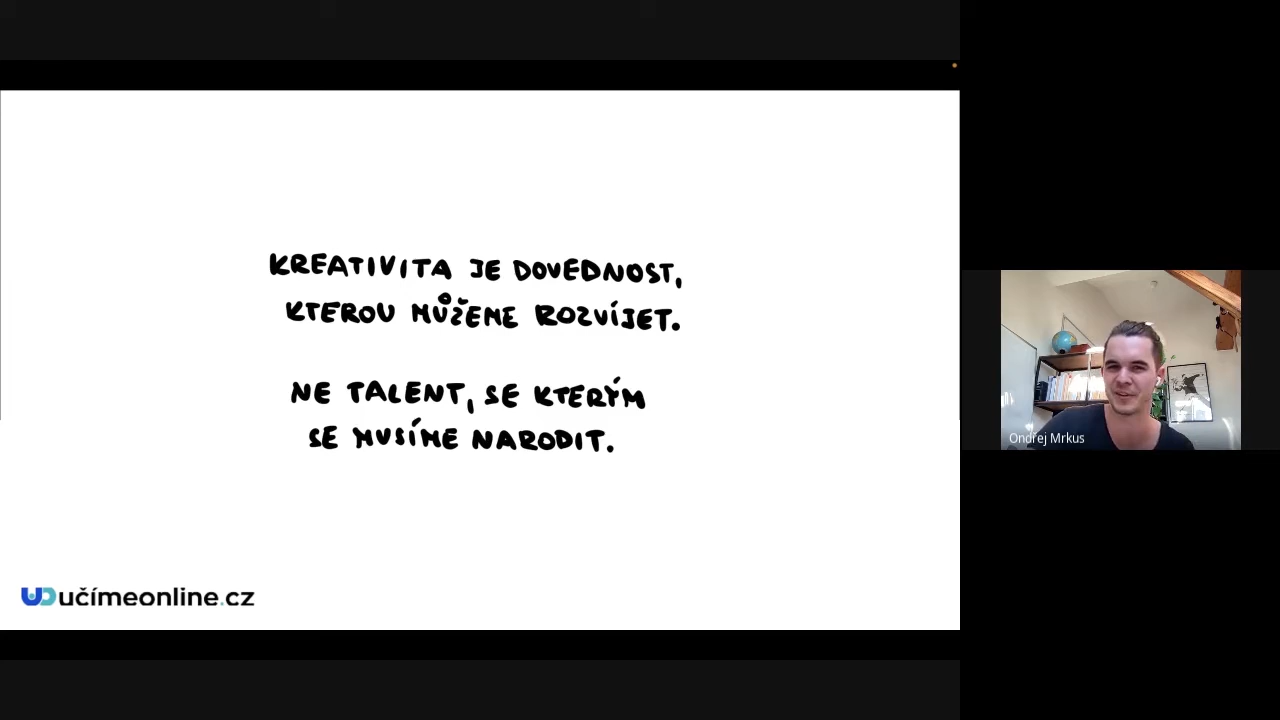 KREATIVITA JE DOVEDNOST,
KTEROU MŮŽEME ROZVÍJET.
NE TALENT, SE KTERÝM
SE MUSÍME NARODIT.
učímeonline.cz
Ondřej Mrkus